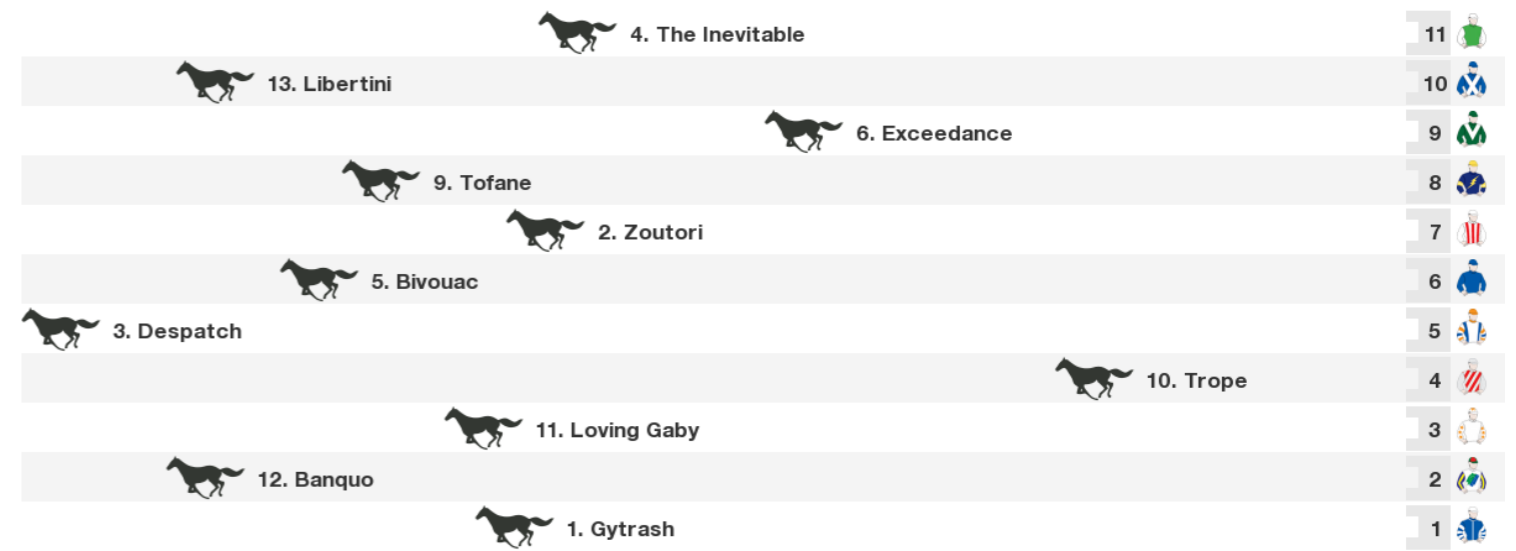 4. The Inevitable 11
13. Libertini 10
6. Exceedance 9
9. Tofane 8
2. Zoutori 7
5. Bivouac 6
3. Despatch 5
10. Trope 4
11. Loving Gaby 3
12. Banquo 2
1. Gytrash 1